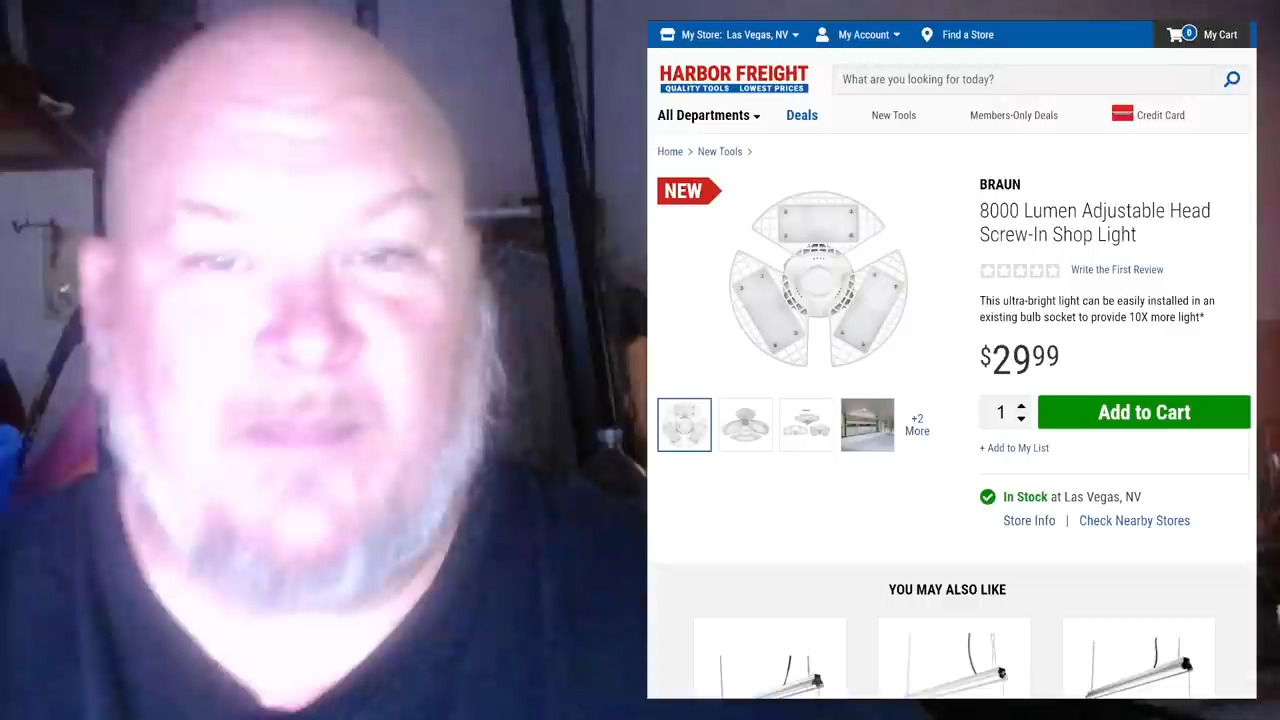 My Store: Las Vegas, NV
My Account
Find a Store
0
My Cart
HARBOR FREIGHT
QUALITY TOOLS LOWEST PRICES
What are you looking for today?
All Departments
Deals
New Tools
Members-Only Deals
Credit Card
Home > New Tools >
NEW
BRAUN
8000 Lumen Adjustable Head
Screw-In Shop Light
Write the First Review
This ultra-bright light can be easily installed in an
existing bulb socket to provide 10X more light*
$29.99
1
Add to Cart
+2
More
+ Add to My List
In Stock at Las Vegas, NV
Store Info | Check Nearby Stores
YOU MAY ALSO LIKE